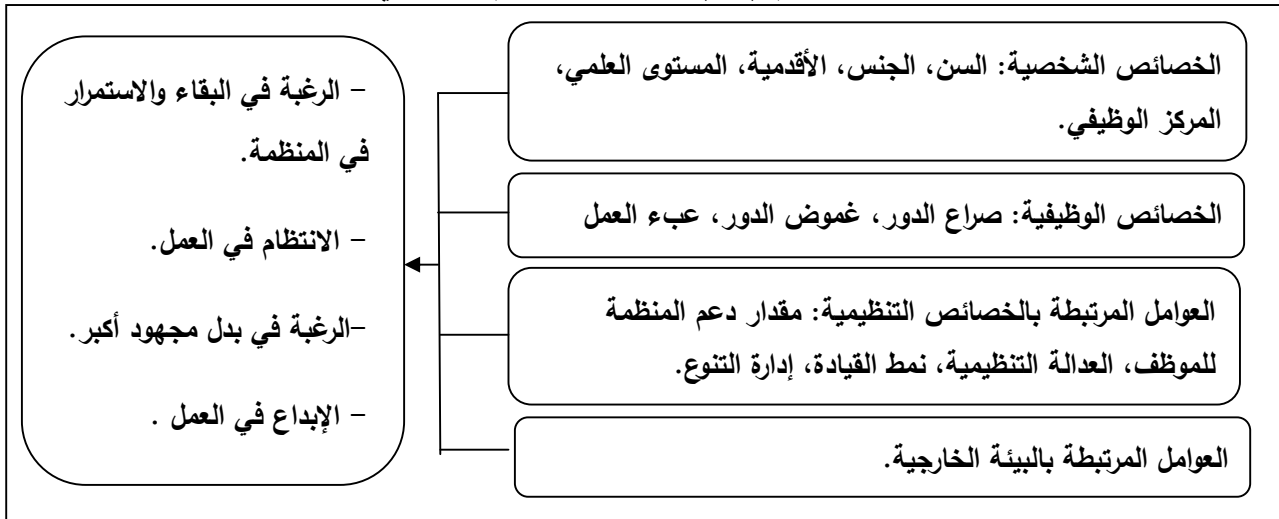 الخصائص الشخصية: السن، الجنس، الأقدمية، المستوى العلمي،
المركز الوظيفي.
الخصائص الوظيفية: صراع الدور، غموض الدور، عبء العمل
العوامل المرتبطة بالخصائص التنظيمية: مقدار دعم المنظمة
للموظف، العدالة التنظيمية، نمط القيادة، إدارة التنوع.
العوامل المرتبطة بالبيئة الخارجية.
– الرغبة في البقاء والاستمرار
في المنظمة.
– الانتظام في العمل.
–الرغبة في بدل مجهود أكبر.
– الإبداع في العمل .